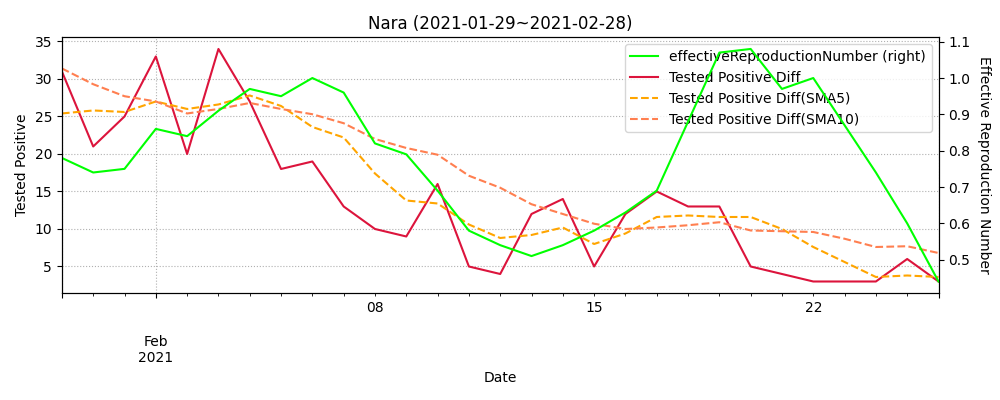 Nara (2021-01-29~2021-02-28)
effectiveReproductionNumber (right)
Tested Positive Diff
Tested Positive Diff(SMA5)
Tested Positive Diff(SMA10)
Tested Positive
35
30
25
20
15
10
5
1.1
1.0
0.9
0.8
0.7
0.6
0.5
Effective Reproduction Number
08
15
22
Feb
2021
Date